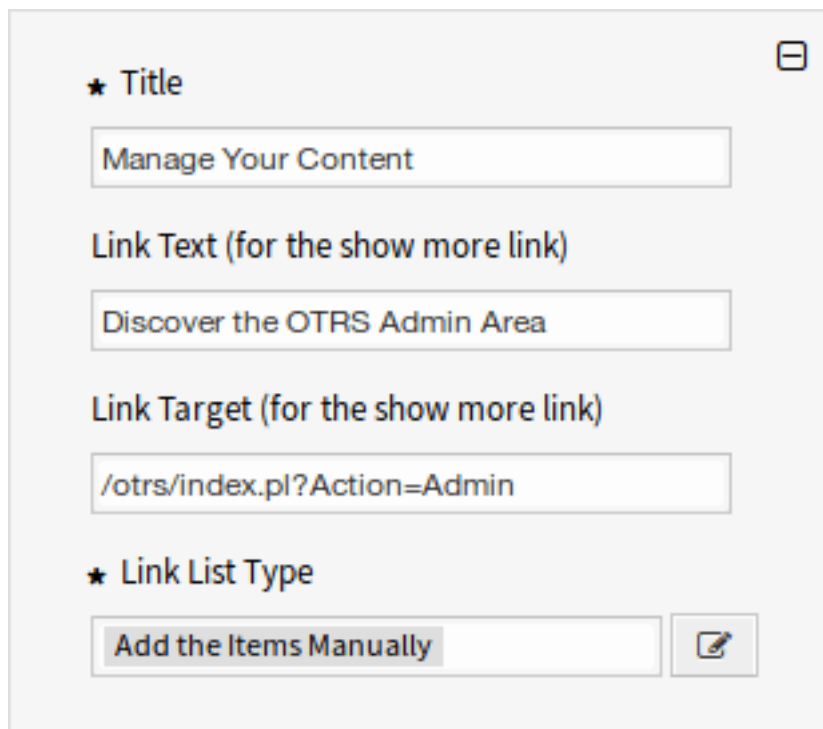 ★ Title
Manage Your Content
Link Text (for the show more link)
Discover the OTRS Admin Area
Link Target (for the show more link)
/otrs/index.pl?Action=Admin
★ Link List Type
Add the Items Manually